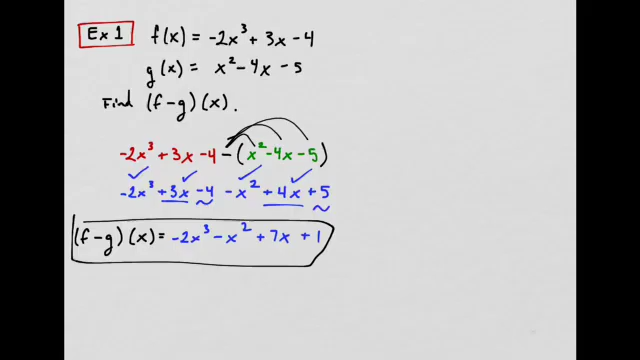 Ex 1 f(x) = -2x³ + 3x - 4
g(x) = x² - 4x - 5
Find (f-g)(x).
-2x³ + 3x - 4 - (x² - 4x - 5)
-2x³ + 3x - 4 - x² + 4x + 5
(f-g)(x) = -2x³ - x² + 7x + 1